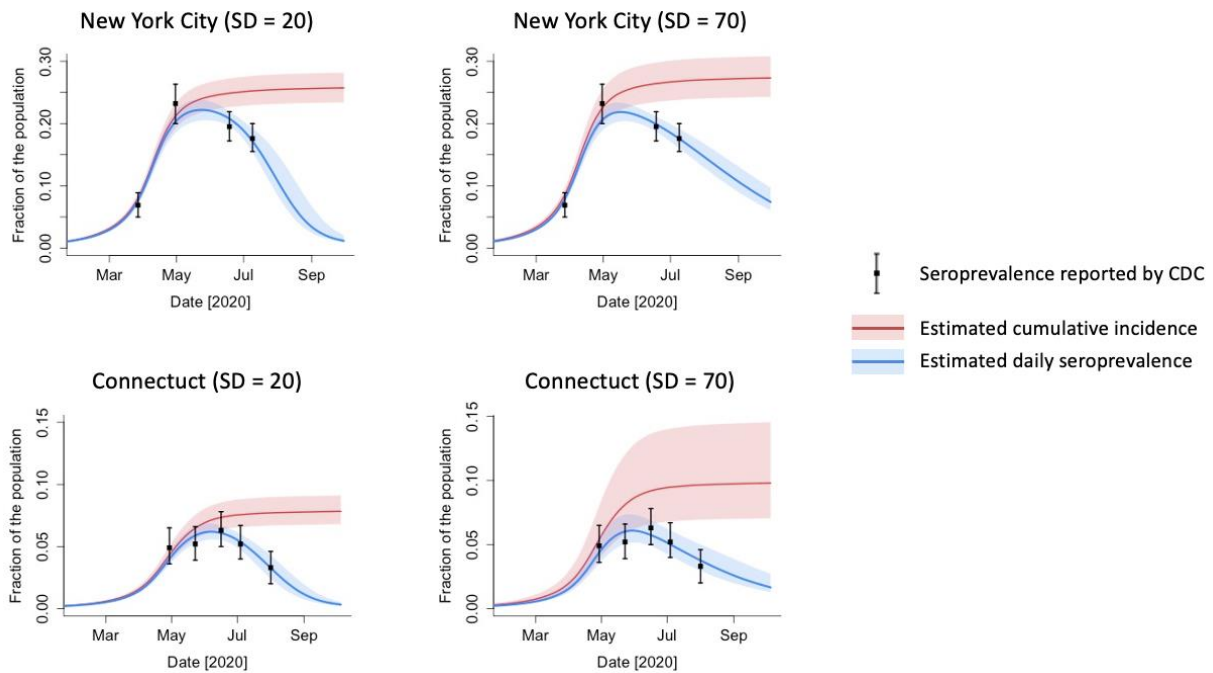 New York City (SD = 20)
New York City (SD = 70)
Fraction of the population
0.30
0.20
0.10
0.00
Mar May Jul Sep
Date [2020]
Fraction of the population
0.30
0.20
0.10
0.00
Mar May Jul Sep
Date [2020]
Seroprevalence reported by CDC
Estimated cumulative incidence
Estimated daily seroprevalence
Connectuct (SD = 20)
Connectuct (SD = 70)
Fraction of the population
0.15
0.10
0.05
0.00
Mar May Jul Sep
Date [2020]
Fraction of the population
0.15
0.10
0.05
0.00
Mar May Jul Sep
Date [2020]